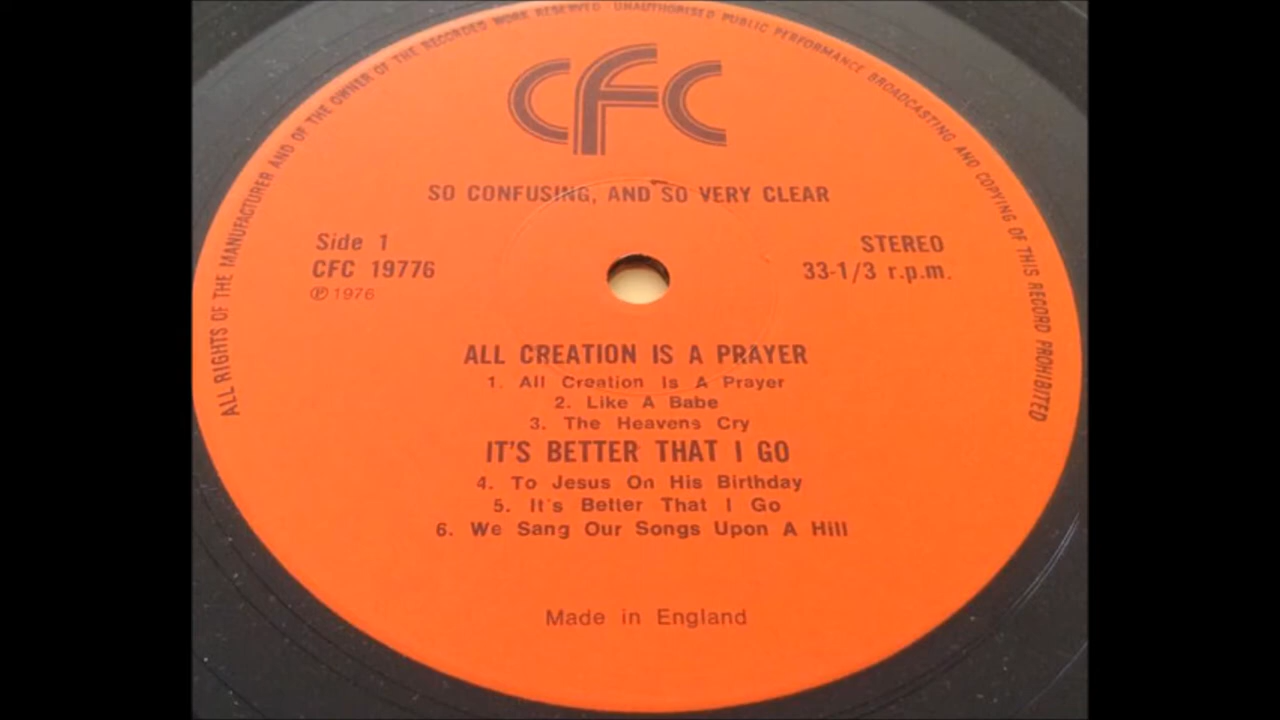 ALL RIGHTS OF THE MANUFACTURER AND OF THE OWNER OF THE RECORDED WORK RESERVED · UNAUTHORISED PUBLIC PERFORMANCE BROADCASTING AND COPYING OF THIS RECORD PROHIBITED
CFC
SO CONFUSING, AND SO VERY CLEAR
Side 1 STEREO
CFC 19776 33-1/3 r.p.m.
℗ 1976
ALL CREATION IS A PRAYER
1. All Creation Is A Prayer
2. Like A Babe
3. The Heavens Cry
IT'S BETTER THAT I GO
4. To Jesus On His Birthday
5. It's Better That I Go
6. We Sang Our Songs Upon A Hill
Made in England